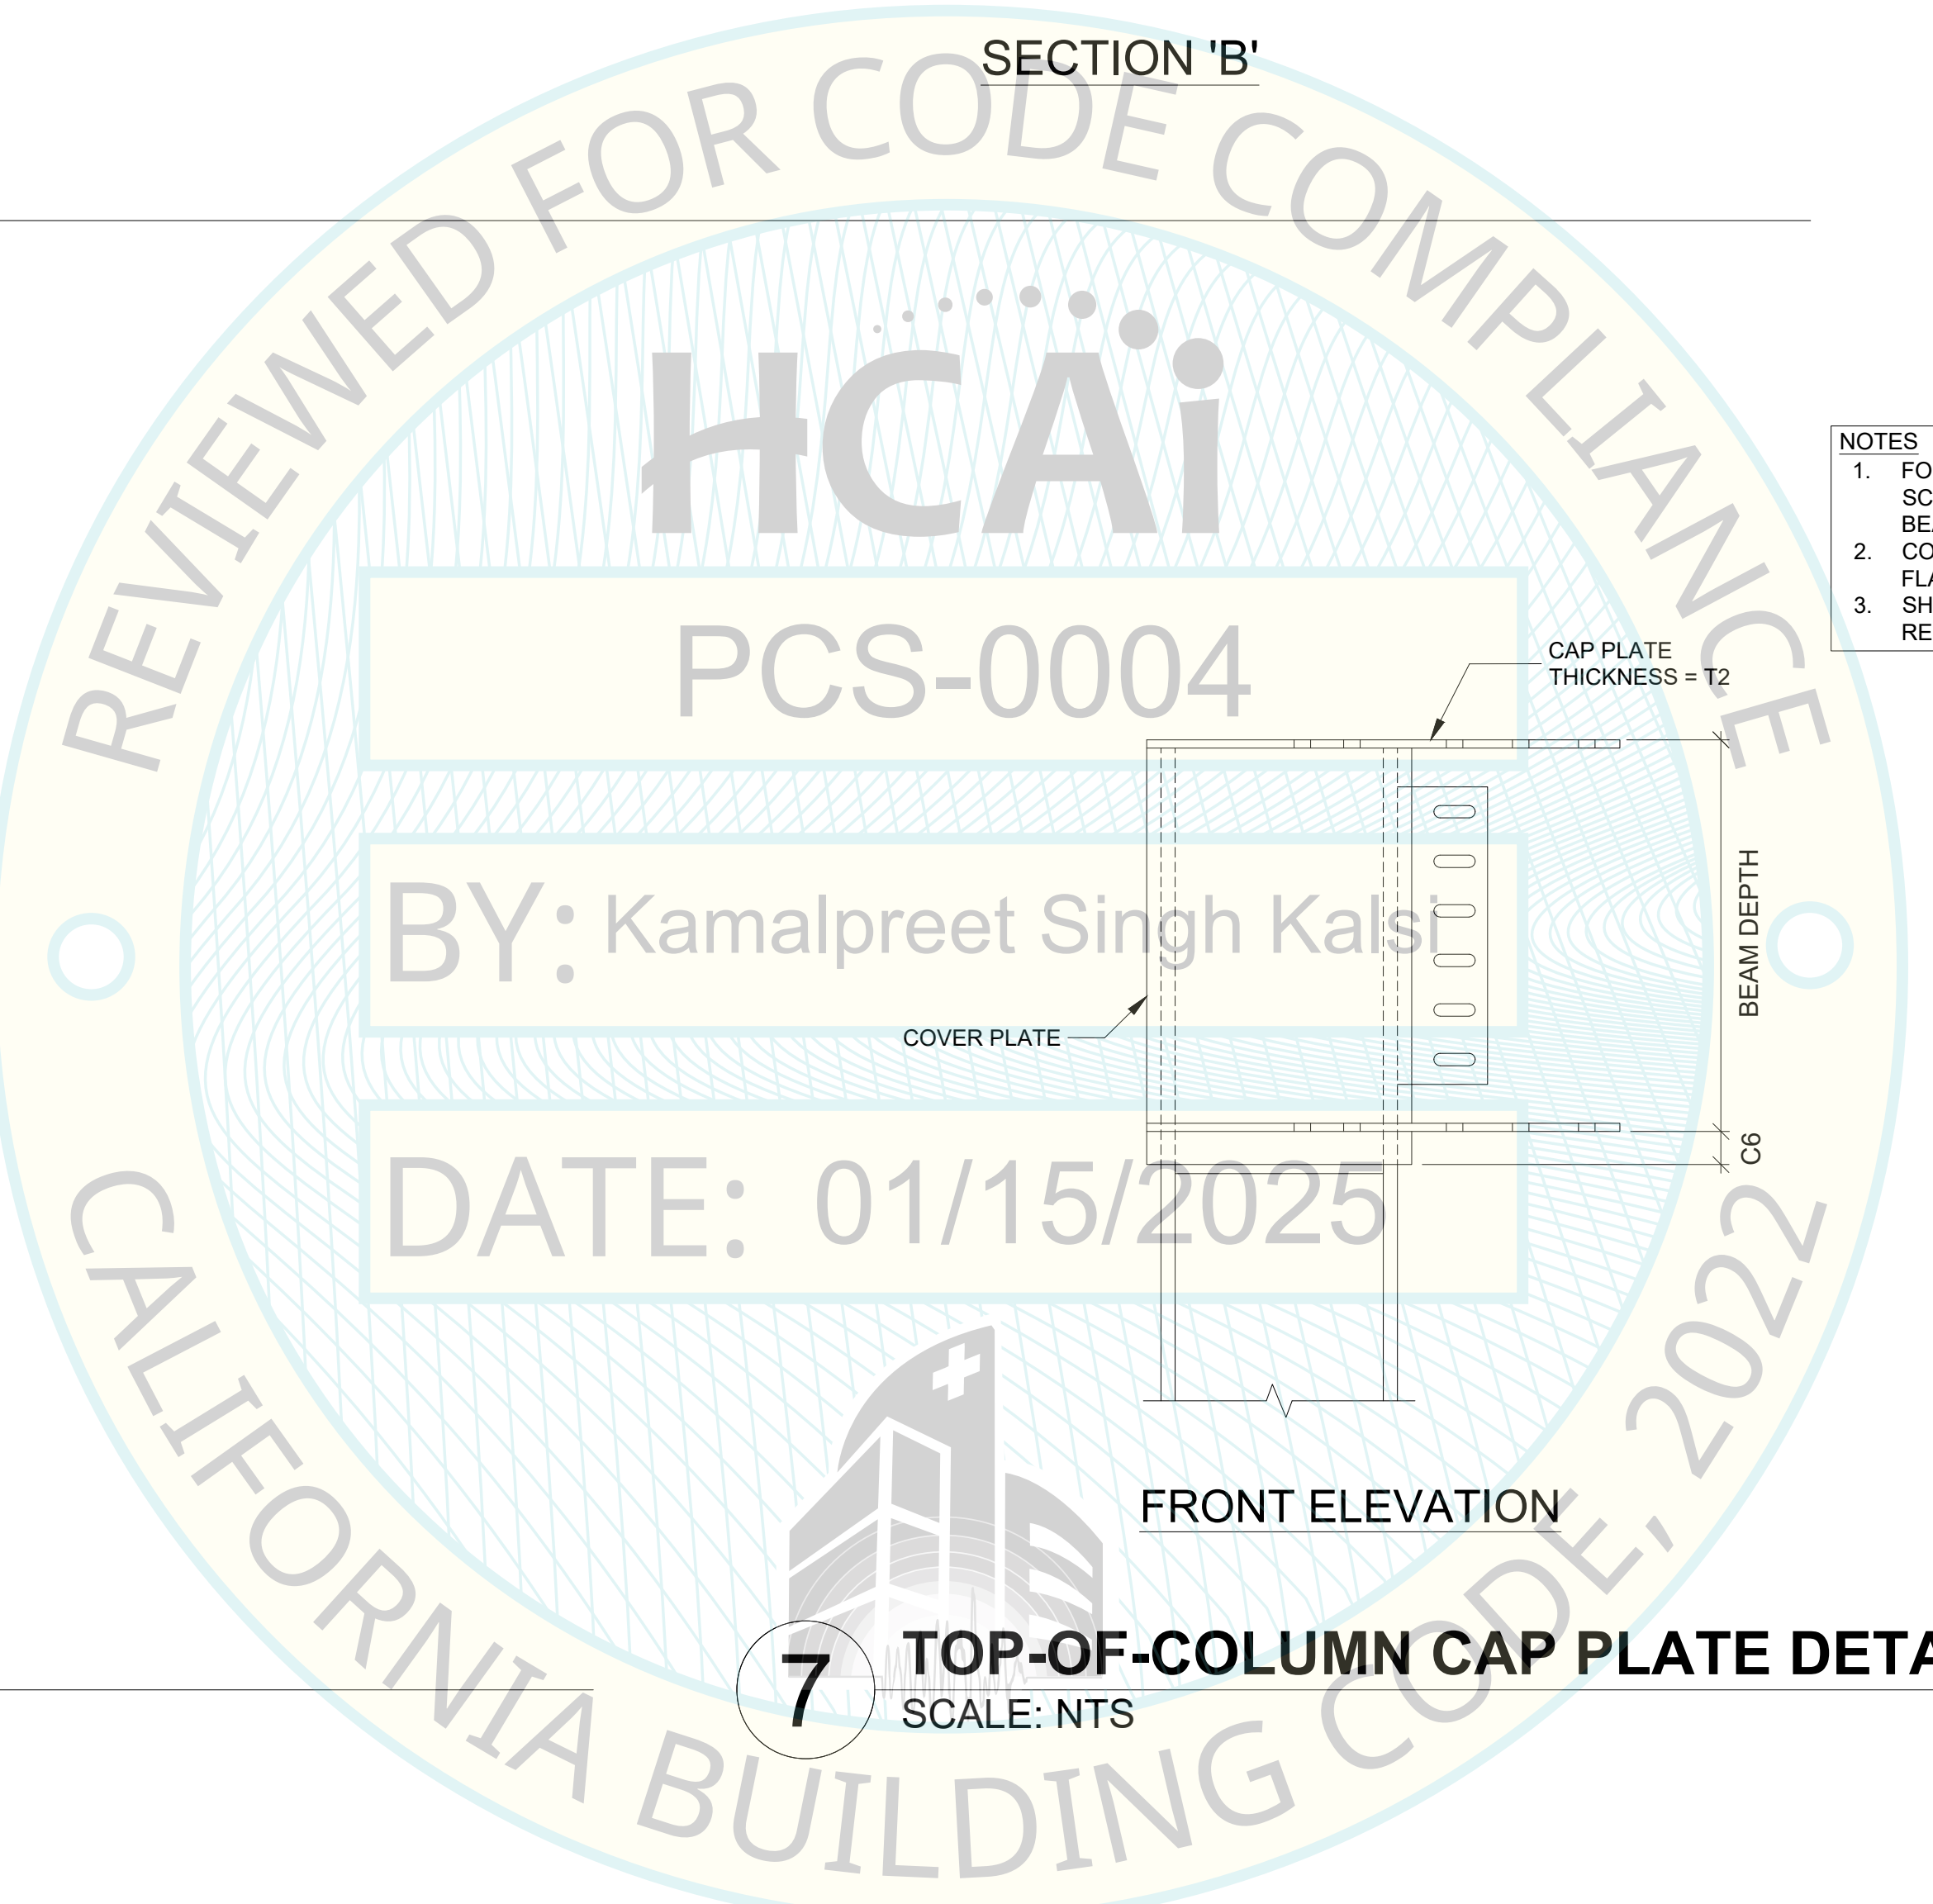 SECTION 'B'
REVIEWED FOR CODE COMPLIANCE
HCAi
NOTES
1.
2.
3.
PCS-0004
CAP PLATE
THICKNESS = T2
BY: Kamalpreet Singh Kalsi
BEAM DEPTH
COVER PLATE
C6
DATE: 01/15/2025
FRONT ELEVATION
7
TOP-OF-COLUMN CAP PLATE
SCALE: NTS
CALIFORNIA BUILDING CODE, 2022